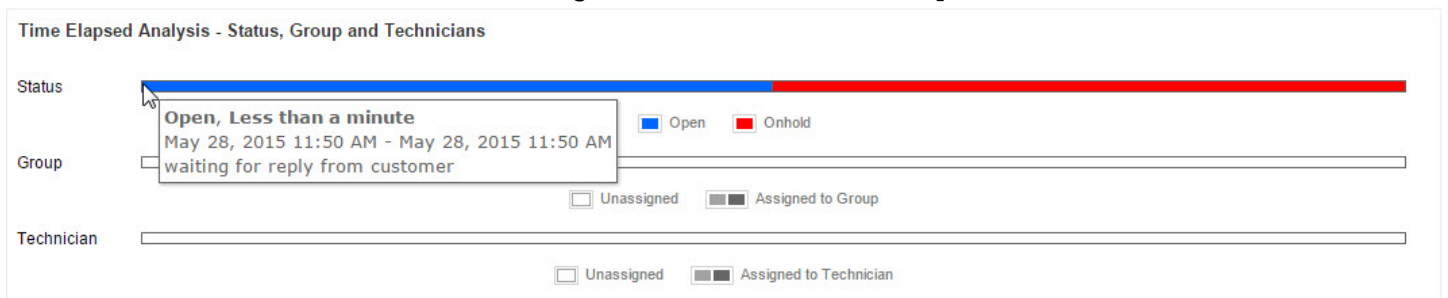 Time Elapsed Analysis - Status, Group and Technicians
Status
Open, Less than a minute
May 28, 2015 11:50 AM - May 28, 2015 11:50 AM
waiting for reply from customer
Open Onhold
Group
Unassigned Assigned to Group
Technician
Unassigned Assigned to Technician